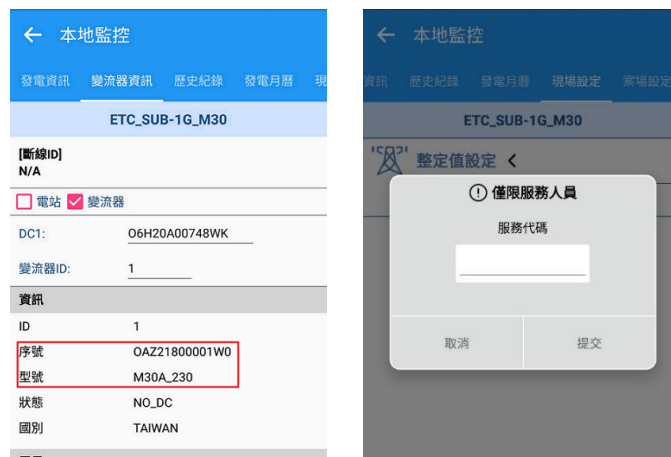 ← 本地監控
發電資訊 變流器資訊 歷史紀錄 發電月曆 現
ETC_SUB-1G_M30
[斷線ID]
N/A
電站 變流器
DC1: O6H20A00748WK
變流器ID: 1
資訊
ID 1
序號 OAZ21800001W0
型號 M30A_230
狀態 NO_DC
國別 TAIWAN
← 本地監控
資訊 歷史紀錄 發電月曆 現場設定 案場設定
ETC_SUB-1G_M30
整定值設定
僅限服務人員
服務代碼
取消 提交